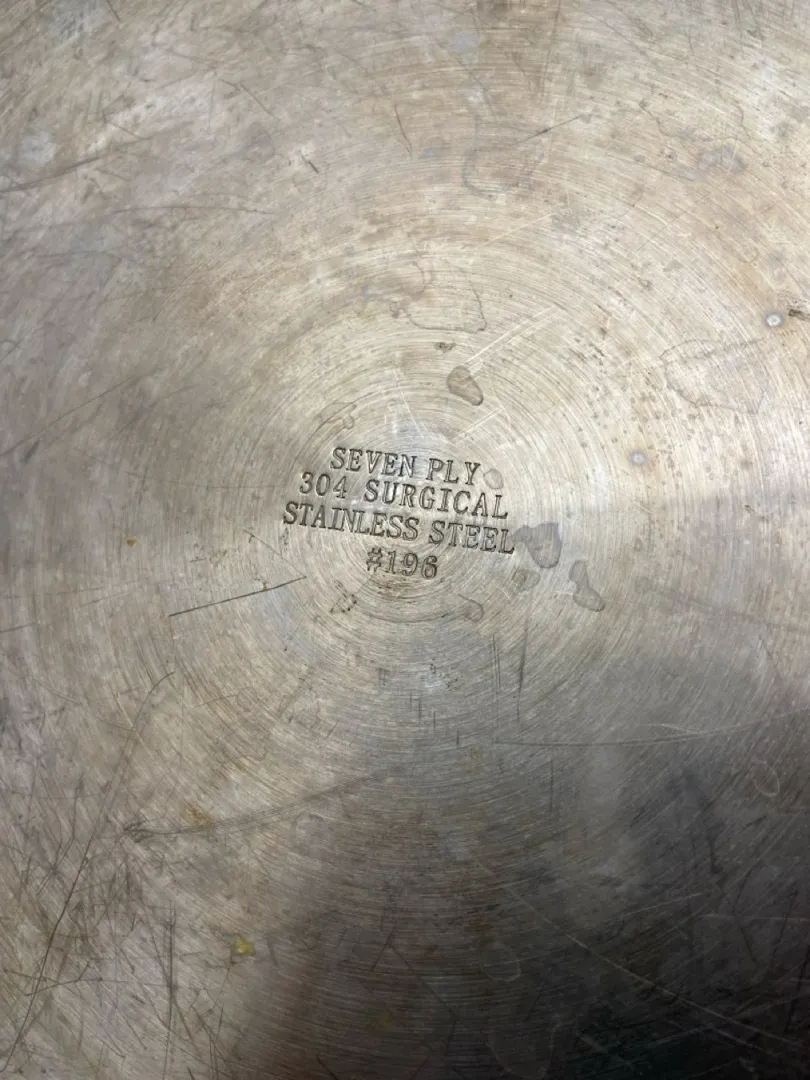 SEVEN PLY
304 SURGICAL
STAINLESS STEEL
#196